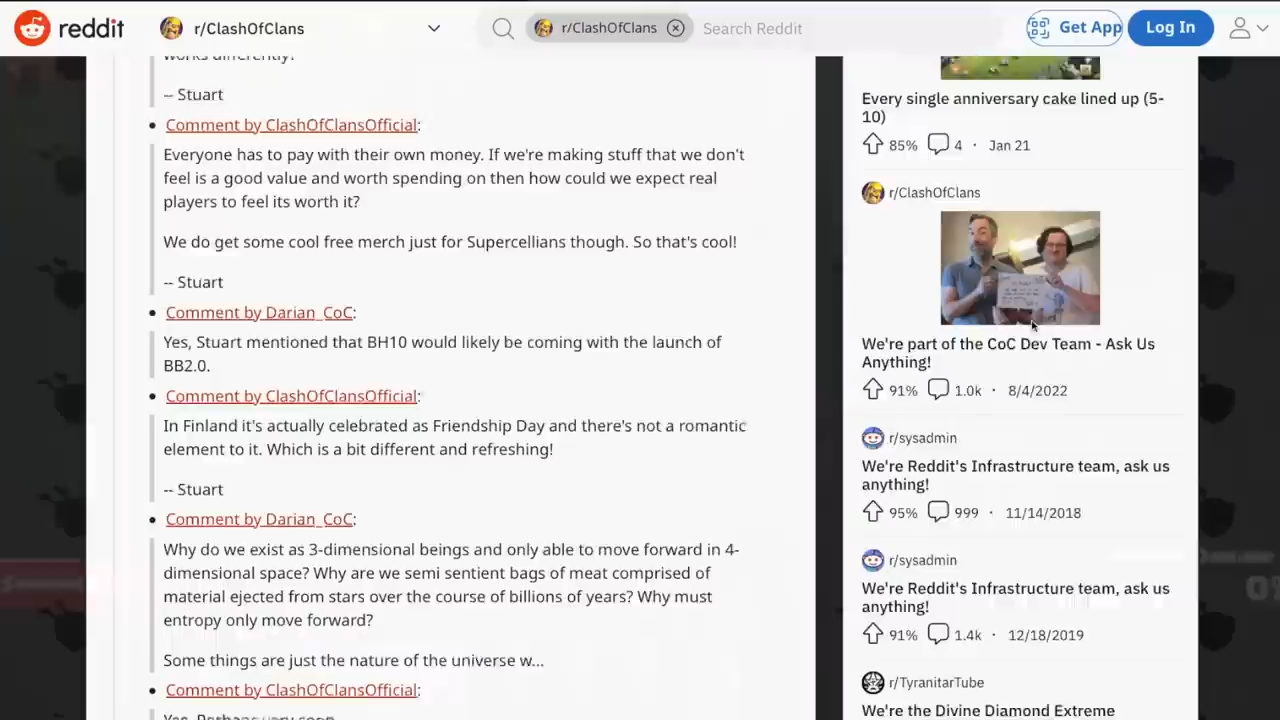 reddit
r/ClashOfClans
r/ClashOfClans
Search Reddit
Get App
Log In
works differently?
-- Stuart
Comment by ClashOfClansOfficial:
Everyone has to pay with their own money. If we're making stuff that we don't
feel is a good value and worth spending on then how could we expect real
players to feel its worth it?
We do get some cool free merch just for Supercellians though. So that's cool!
-- Stuart
Comment by Darian_CoC:
Yes, Stuart mentioned that BH10 would likely be coming with the launch of
BB2.0.
Comment by ClashOfClansOfficial:
In Finland it's actually celebrated as Friendship Day and there's not a romantic
element to it. Which is a bit different and refreshing!
-- Stuart
Comment by Darian_CoC:
Why do we exist as 3-dimensional beings and only able to move forward in 4-
dimensional space? Why are we semi sentient bags of meat comprised of
material ejected from stars over the course of billions of years? Why must
entropy only move forward?
Some things are just the nature of the universe w...
Comment by ClashOfClansOfficial:
Every single anniversary cake lined up (5-
10)
85% 4 · Jan 21
r/ClashOfClans
We're part of the CoC Dev Team - Ask Us
Anything!
91% 1.0k · 8/4/2022
r/sysadmin
We're Reddit's Infrastructure team, ask us
anything!
95% 999 · 11/14/2018
r/sysadmin
We're Reddit's Infrastructure team, ask us
anything!
91% 1.4k · 12/18/2019
r/TyranitarTube
We're the Divine Diamond Extreme